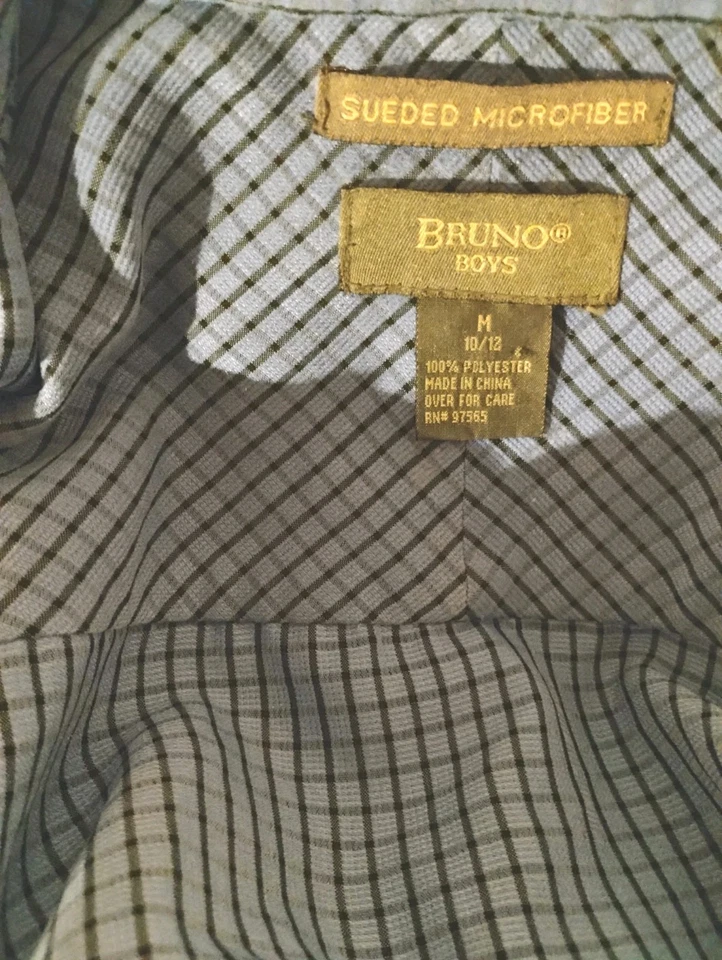 SUEDED MICROFIBER
BRUNO®
BOYS
M
10/12
100% POLYESTER
MADE IN CHINA
OVER FOR CARE
RN# 97565